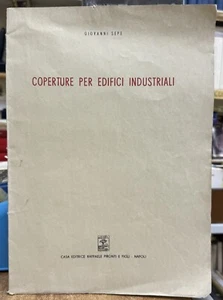 GIOVANNI SEPE
COPERTURE PER EDIFICI INDUSTRIALI
CASA EDITRICE RAFFAELE PIRONTI E FIGLI - NAPOLI